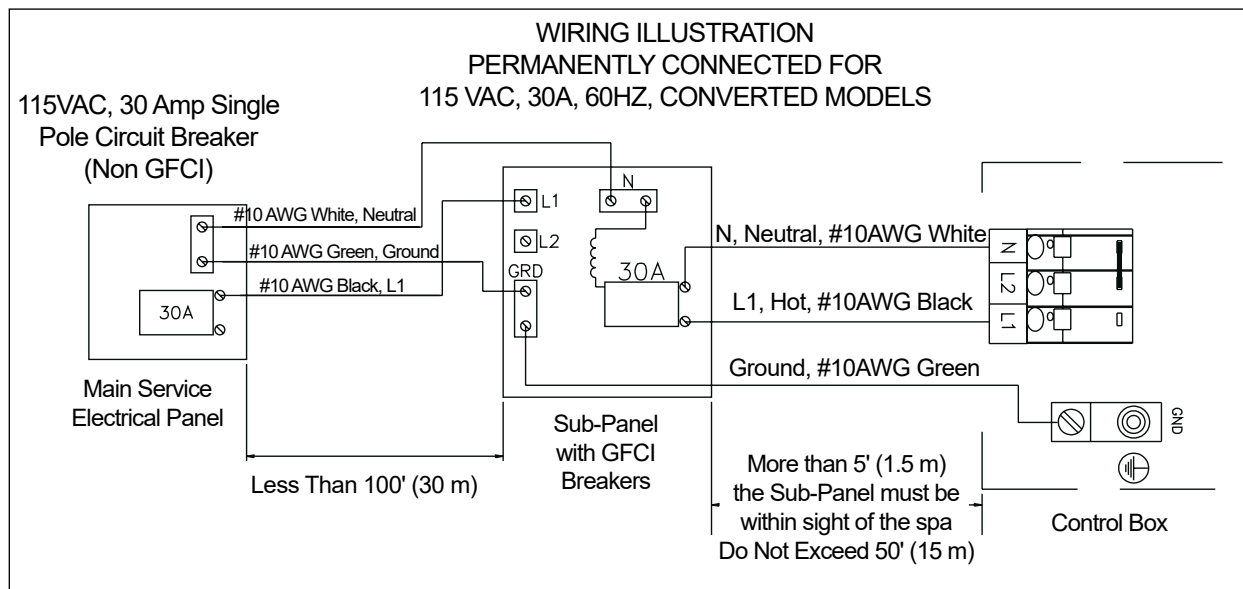 WIRING ILLUSTRATION
PERMANENTLY CONNECTED FOR
115 VAC, 30A, 60HZ, CONVERTED MODELS
115VAC, 30 Amp Single
Pole Circuit Breaker
(Non GFCI)
#10 AWG White, Neutral
#10 AWG Green, Ground
#10 AWG Black, L1
30A
Main Service
Electrical Panel
Less Than 100' (30 m)
L1
N
L2
GRD
30A
Sub-Panel
with GFCI
Breakers
N, Neutral, #10AWG White
L1, Hot, #10AWG Black
Ground, #10AWG Green
More than 5' (1.5 m)
the Sub-Panel must be
within sight of the spa
Do Not Exceed 50' (15 m)
N
L2
L1
GND
Control Box